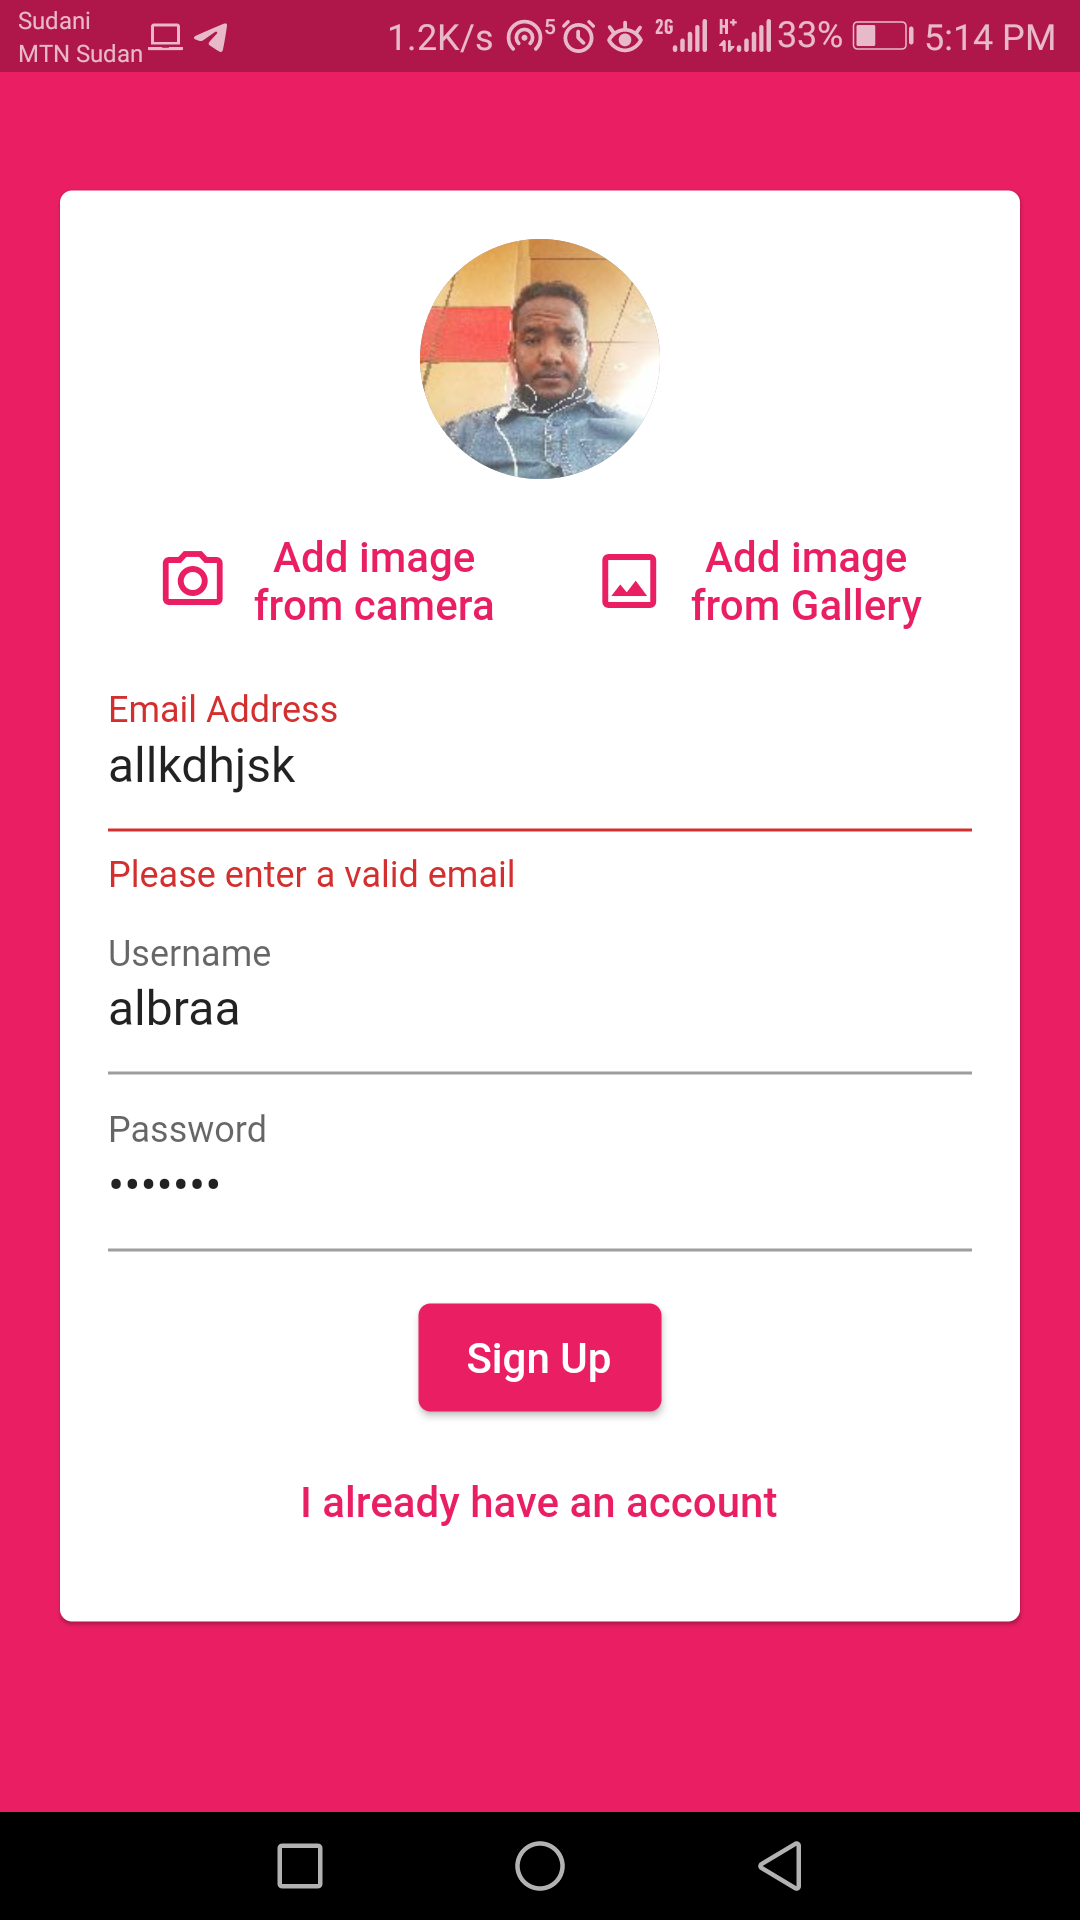 Sudani
MTN Sudan
1.2K/s 5 2G H+ 33% 5:14 PM
Add image
from camera
Add image
from Gallery
Email Address
allkdhjsk
Please enter a valid email
Username
albraa
Password
•••••••
Sign Up
I already have an account